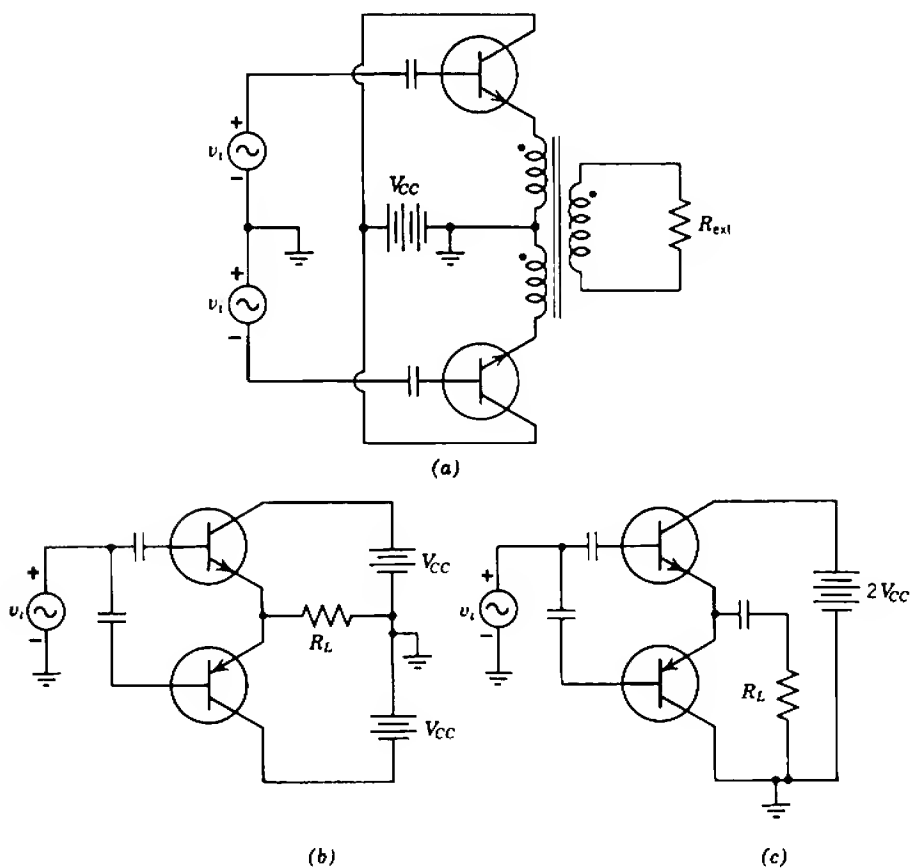 +
v_i
−
V_CC
+
v_i
−
R_ext
(a)
+
v_i
−
V_CC
R_L
V_CC
(b)
+
v_i
−
2 V_CC
R_L
(c)